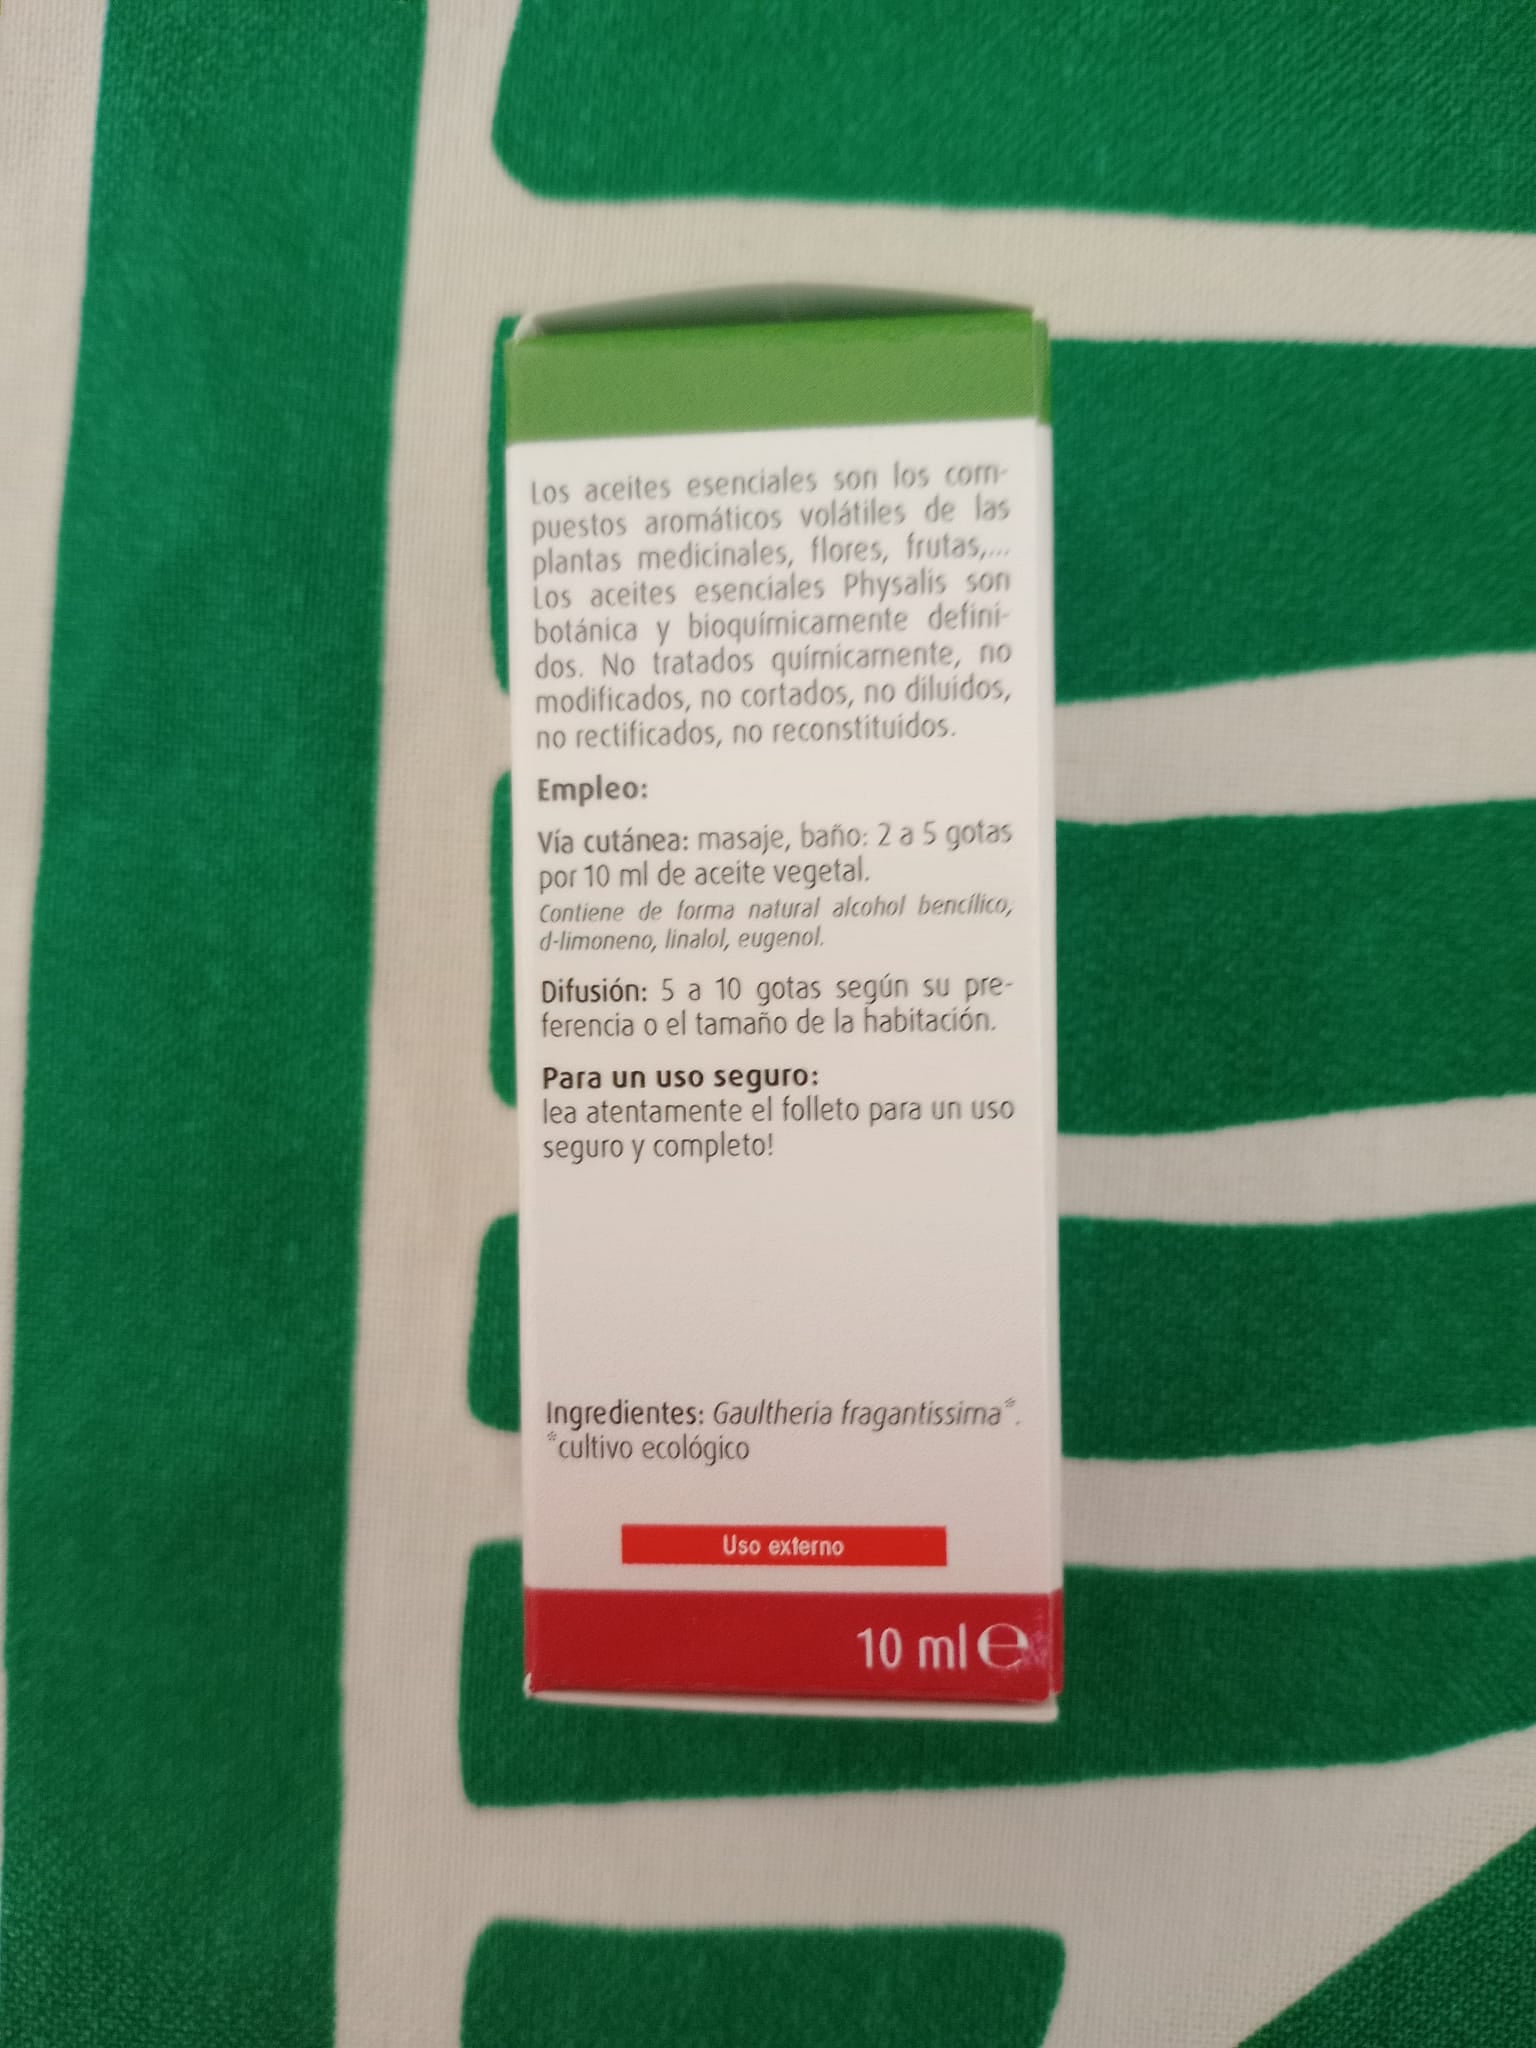 Los aceites esenciales son los com-
puestos aromáticos volátiles de las
plantas medicinales, flores, frutas,...
Los aceites esenciales Physalis son
botánica y bioquímicamente defini-
dos. No tratados químicamente, no
modificados, no cortados, no diluidos,
no rectificados, no reconstituidos.
Empleo:
Vía cutánea: masaje, baño: 2 a 5 gotas
por 10 ml de aceite vegetal.
Contiene de forma natural alcohol bencílico,
d-limoneno, linalol, eugenol.
Difusión: 5 a 10 gotas según su pre-
ferencia o el tamaño de la habitación.
Para un uso seguro:
lea atentamente el folleto para un uso
seguro y completo!
Ingredientes: Gaultheria fragantissima*.
*cultivo ecológico
Uso externo
10 ml ℮